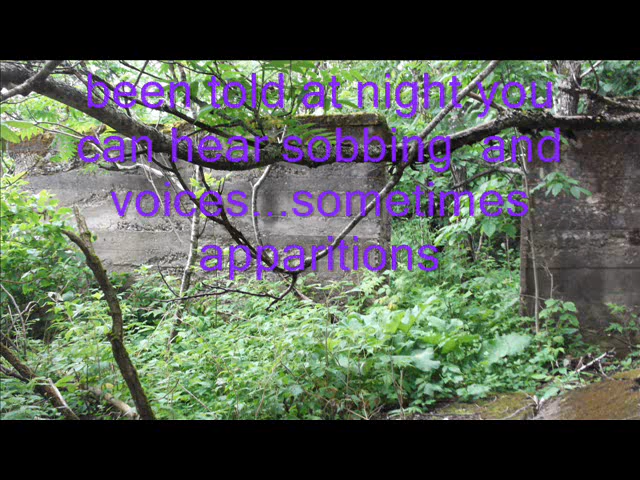 been told at night you
can hear sobbing and
voices...sometimes
apparitions